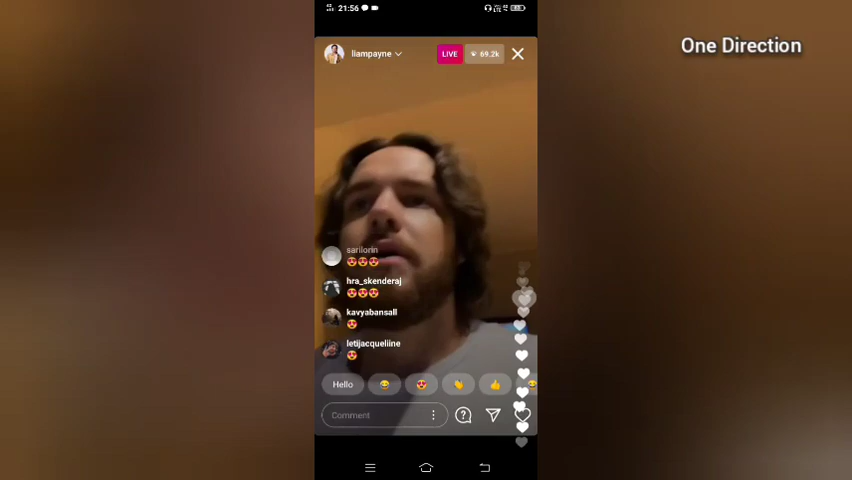 21:56
One Direction
liampayne
LIVE
69.2k
sarilorin
😍😍😍
hra_skenderaj
😍😍😍
kavyabansall
😍
letijacqueliine
😍
Hello
Comment